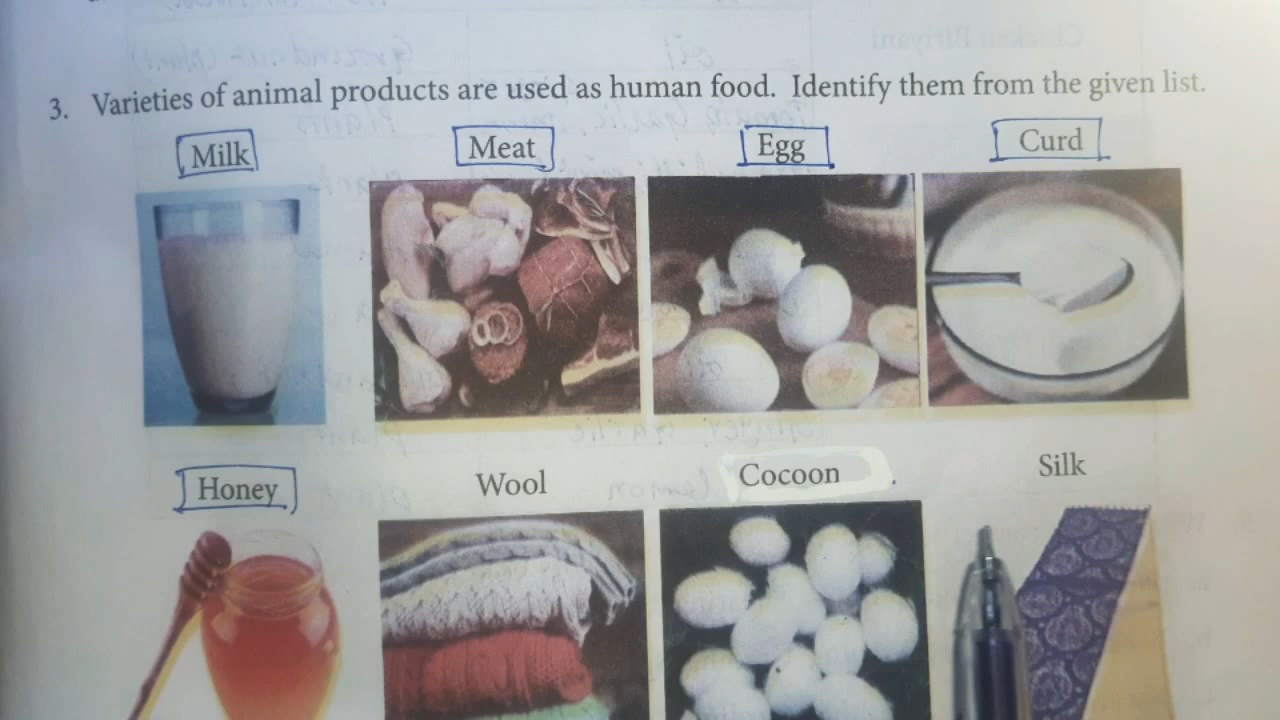 3. Varieties of animal products are used as human food. Identify them from the given list.
Milk Meat Egg Curd
Honey Wool Cocoon Silk